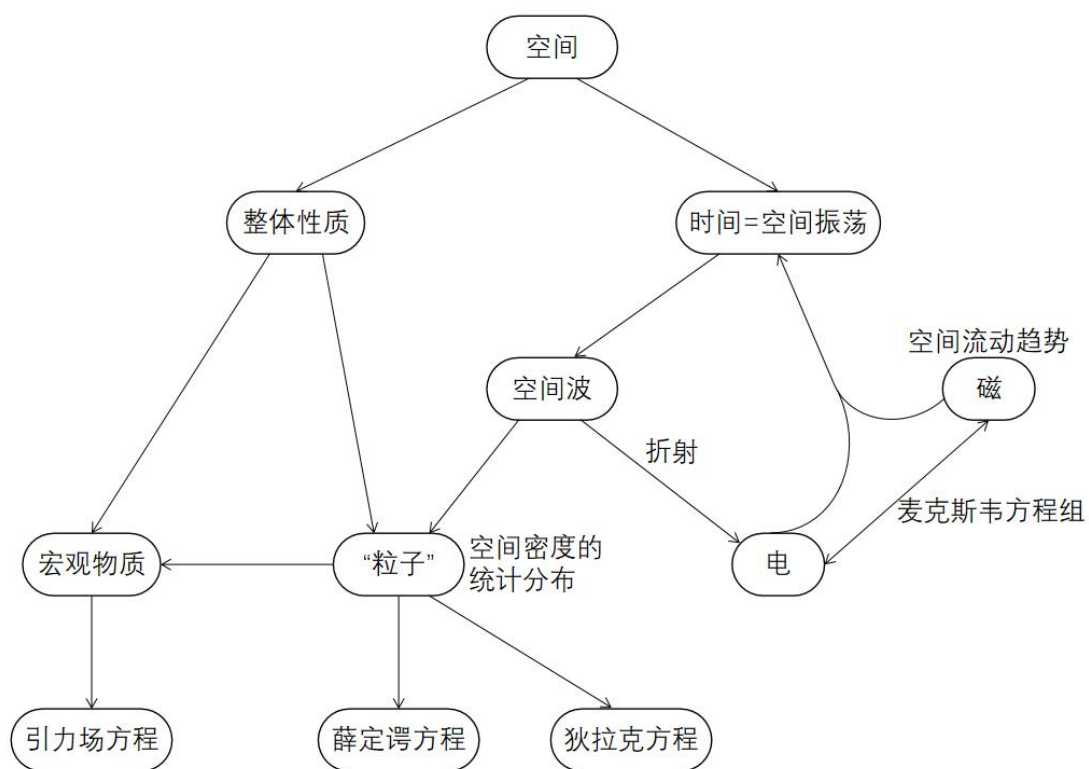 空间
整体性质
时间=空间振荡
空间流动趋势
空间波
磁
折射
麦克斯韦方程组
宏观物质
“粒子”
空间密度的
统计分布
电
引力场方程
薛定谔方程
狄拉克方程